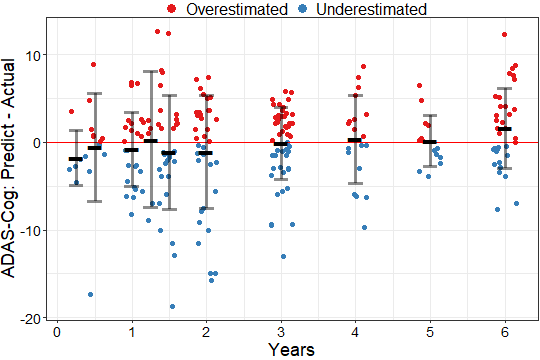 Overestimated Underestimated
ADAS-Cog: Predict - Actual
10
0
-10
-20
0 1 2 3 4 5 6
Years